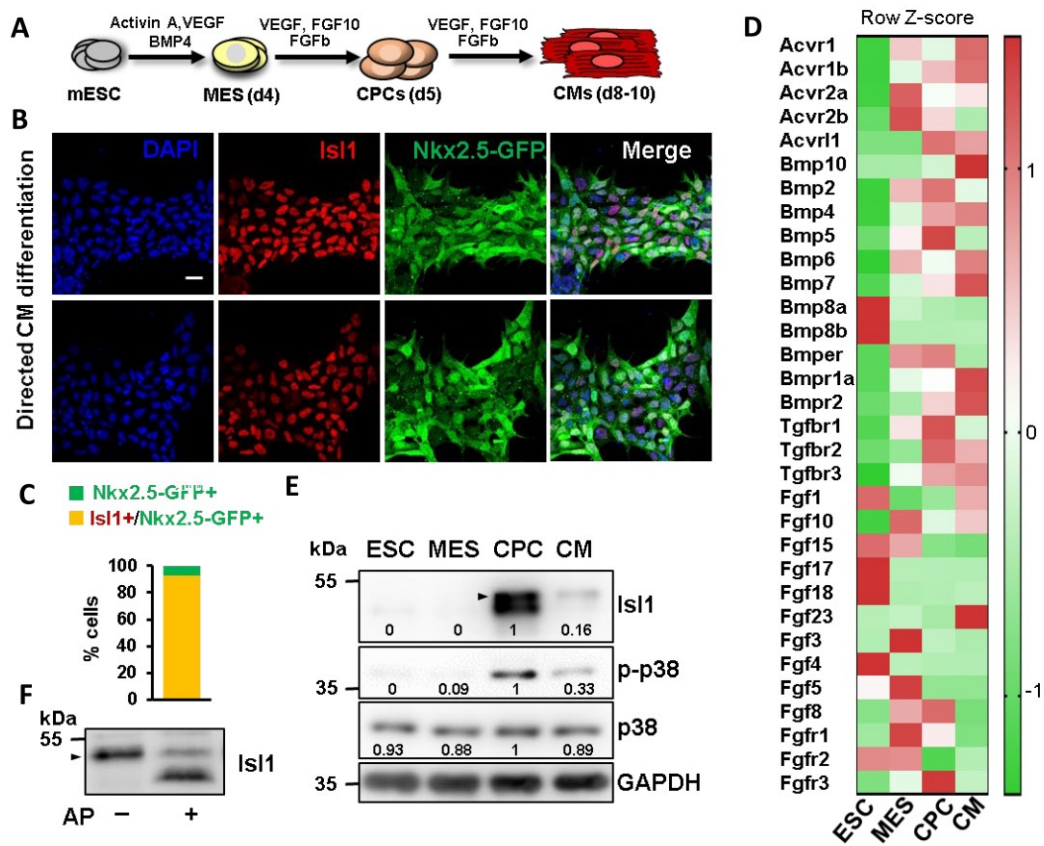 A
Activin A,VEGF
BMP4
VEGF, FGF10
FGFb
VEGF, FGF10
FGFb
mESC
MES (d4)
CPCs (d5)
CMs (d8-10)
B
Directed CM differentiation
DAPI
Isl1
Nkx2.5-GFP
Merge
C
Nkx2.5-GFP+
Isl1+/Nkx2.5-GFP+
% cells
100
80
60
40
20
0
D
Row Z-score
Acvr1
Acvr1b
Acvr2a
Acvr2b
Acvrl1
Bmp10
Bmp2
Bmp4
Bmp5
Bmp6
Bmp7
Bmp8a
Bmp8b
Bmper
Bmpr1a
Bmpr2
Tgfbr1
Tgfbr2
Tgfbr3
Fgf1
Fgf10
Fgf15
Fgf17
Fgf18
Fgf23
Fgf3
Fgf4
Fgf5
Fgf8
Fgfr1
Fgfr2
Fgfr3
ESC
MES
CPC
CM
1
0
-1
E
kDa
ESC MES CPC CM
55
Isl1
0 0 1 0.16
p-p38
35
0 0.09 1 0.33
p38
0.93 0.88 1 0.89
35
GAPDH
F
kDa
55
Isl1
AP − +